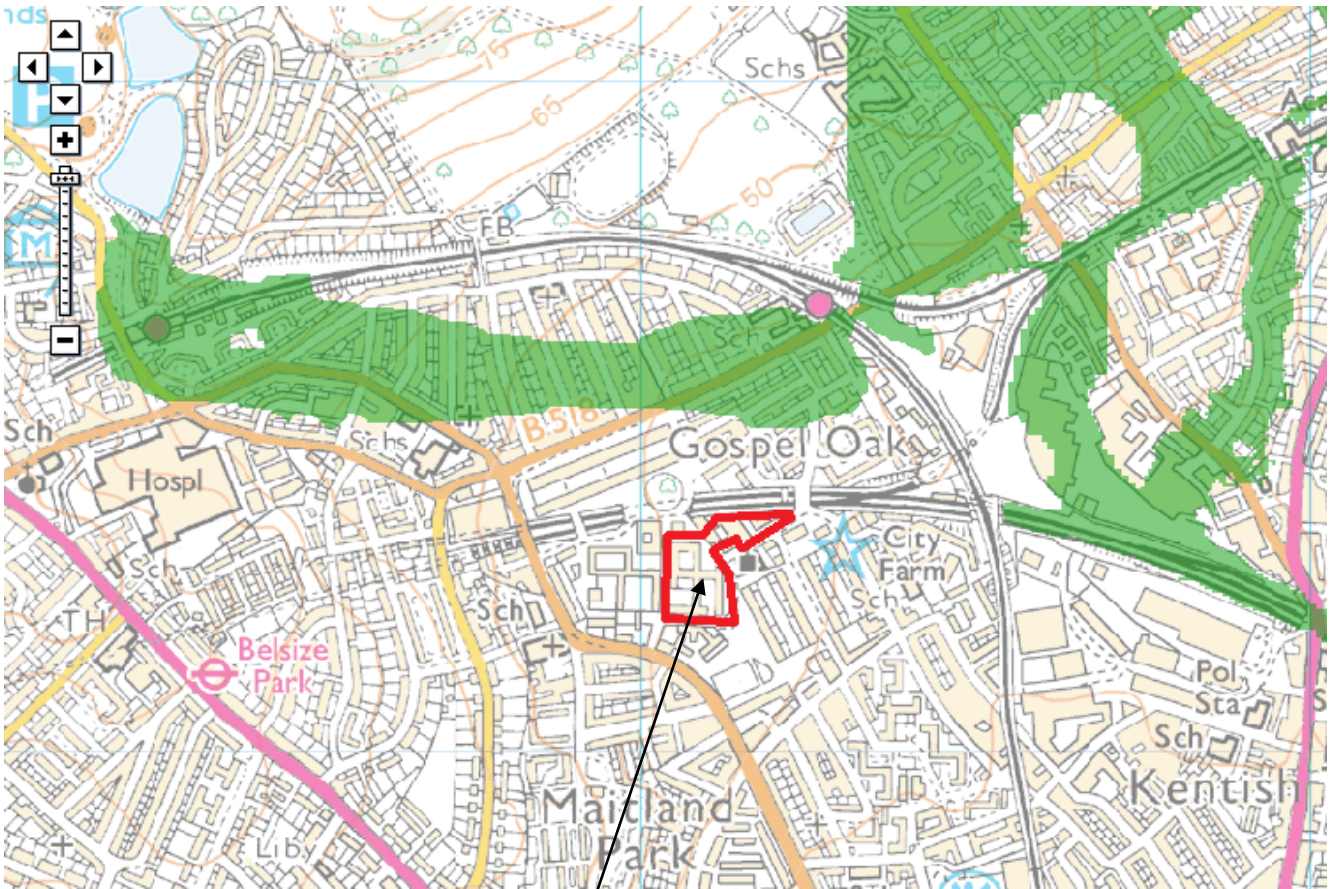 nds
P
M
75
65
50
Schs
FB
Sch
Sch
Schs
B518
Gospel Oak
Hospl
City
Farm
Sch
Sch
Sch
TH
Belsize
Park
Pol
Sta
Sch
Kentish
Maitland
Park
Lib